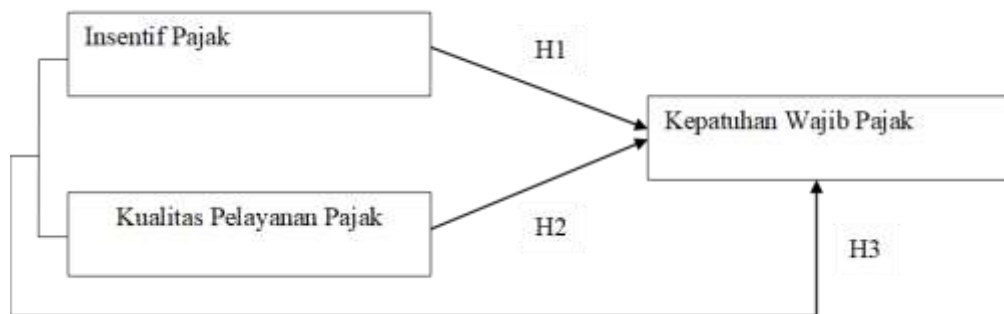 Insentif Pajak
H1
Kepatuhan Wajib Pajak
Kualitas Pelayanan Pajak
H2
H3